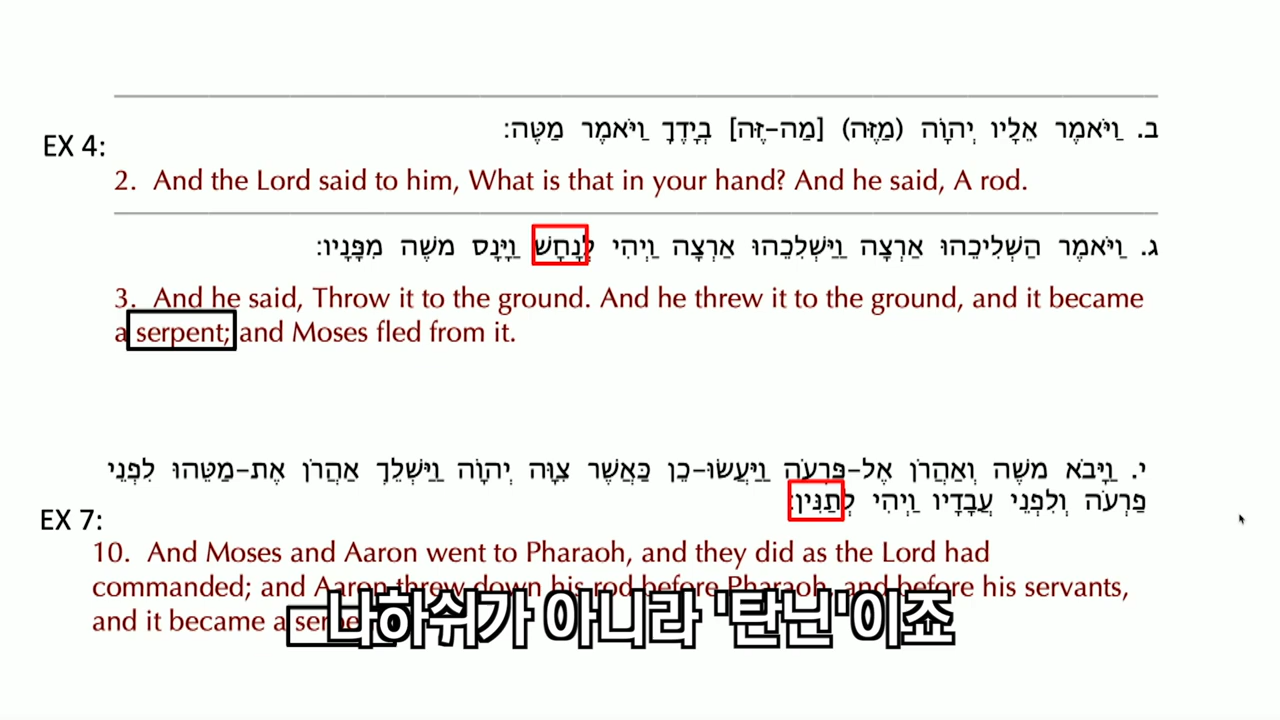 ב. וַיֹּאמֶר אֵלָיו יְהוָֹה (מַזֶּה) [מַה-זֶּה] בְיָדֶךָ וַיֹּאמֶר מַטֶּה:
EX 4:
2. And the Lord said to him, What is that in your hand? And he said, A rod.
ג. וַיֹּאמֶר הַשְׁלִיכֵהוּ אַרְצָה וַיַּשְׁלִכֵהוּ אַרְצָה וַיְהִי לְנָחָשׁ וַיָּנָס משֶׁה מִפָּנָיו:
3. And he said, Throw it to the ground. And he threw it to the ground, and it became
a serpent; and Moses fled from it.
י. וַיָּבֹא משֶׁה וְאַהֲרֹן אֶל-פַּרְעֹה וַיַּעֲשׂוּ-כֵן כַּאֲשֶׁר צִוָּה יְהוָֹה וַיַּשְׁלֵךְ אַהֲרֹן אֶת-מַטֵּהוּ לִפְנֵי
פַרְעֹה וְלִפְנֵי עֲבָדָיו וַיְהִי לְתַנִּין:
EX 7:
10. And Moses and Aaron went to Pharaoh, and they did as the Lord had
commanded; and Aaron threw down his rod before Pharaoh, and before his servants,
and it became a
나하쉬가 아니라 '탄닌'이죠